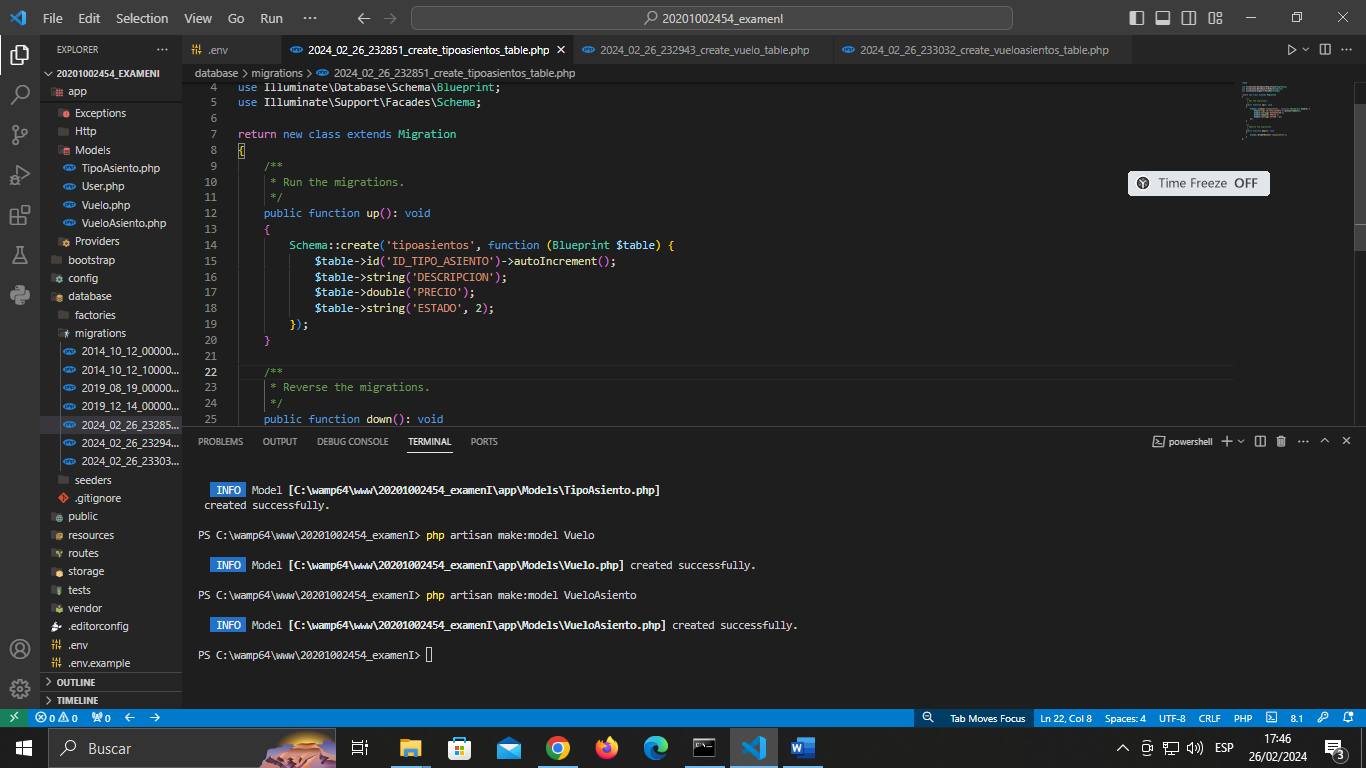 File Edit Selection View Go Run ··· 20201002454_examenI
EXPLORER ···
20201002454_EXAMENI
app
Exceptions
Http
Models
TipoAsiento.php
User.php
Vuelo.php
VueloAsiento.php
Providers
bootstrap
config
database
factories
migrations
2014_10_12_00000...
2014_10_12_10000...
2019_08_19_00000...
2019_12_14_00000...
2024_02_26_23285...
2024_02_26_23294...
2024_02_26_23303...
seeders
.gitignore
public
resources
routes
storage
tests
vendor
.editorconfig
.env
.env.example
OUTLINE
TIMELINE
.env 2024_02_26_232851_create_tipoasientos_table.php 2024_02_26_232943_create_vuelo_table.php 2024_02_26_233032_create_vueloasientos_table.php
database > migrations > 2024_02_26_232851_create_tipoasientos_table.php
4 use Illuminate\Database\Schema\Blueprint;
5 use Illuminate\Support\Facades\Schema;
6
7 return new class extends Migration
8 {
9 /**
10 * Run the migrations.
11 */
12 public function up(): void
13 {
14 Schema::create('tipoasientos', function (Blueprint $table) {
15 $table->id('ID_TIPO_ASIENTO')->autoIncrement();
16 $table->string('DESCRIPCION');
17 $table->double('PRECIO');
18 $table->string('ESTADO', 2);
19 });
20 }
21
22 /**
23 * Reverse the migrations.
24 */
25 public function down(): void
Time Freeze OFF
PROBLEMS OUTPUT DEBUG CONSOLE TERMINAL PORTS powershell
INFO Model [C:\wamp64\www\20201002454_examenI\app\Models\TipoAsiento.php]
created successfully.
PS C:\wamp64\www\20201002454_examenI> php artisan make:model Vuelo
INFO Model [C:\wamp64\www\20201002454_examenI\app\Models\Vuelo.php] created successfully.
PS C:\wamp64\www\20201002454_examenI> php artisan make:model VueloAsiento
INFO Model [C:\wamp64\www\20201002454_examenI\app\Models\VueloAsiento.php] created successfully.
PS C:\wamp64\www\20201002454_examenI>
0 0 0 Tab Moves Focus Ln 22, Col 8 Spaces: 4 UTF-8 CRLF PHP 8.1
Buscar ESP 17:46
26/02/2024 3